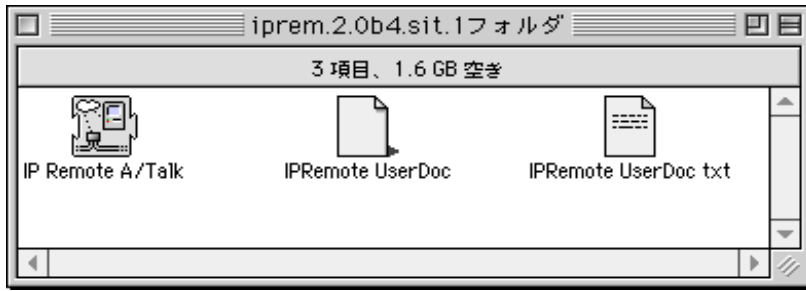 iprem.2.0b4.sit.1フォルダ
3 項目、1.6 GB 空き
IP Remote A/Talk
IPRemote UserDoc
IPRemote UserDoc txt